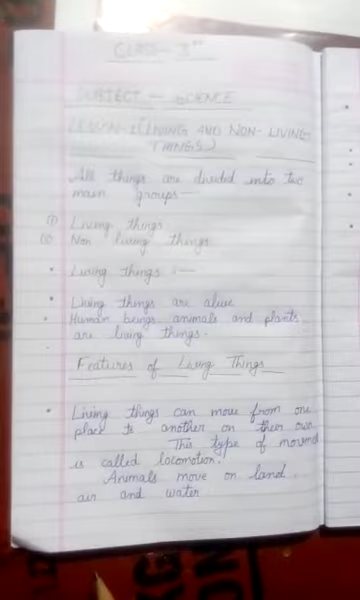 CLASS - 3rd
SUBJECT - SCIENCE
LESSON-2(LIVING AND NON-LIVING
THINGS)
All things are divided into two
main groups-
(i) Living things
(ii) Non living things
• Living things :-
• Living things are alive
• Human beings animals and plants
are living things.
Features of Living Things
• Living things can move from one
place to another on their own
This type of movment
is called locomotion.
Animals move on land,
air and water